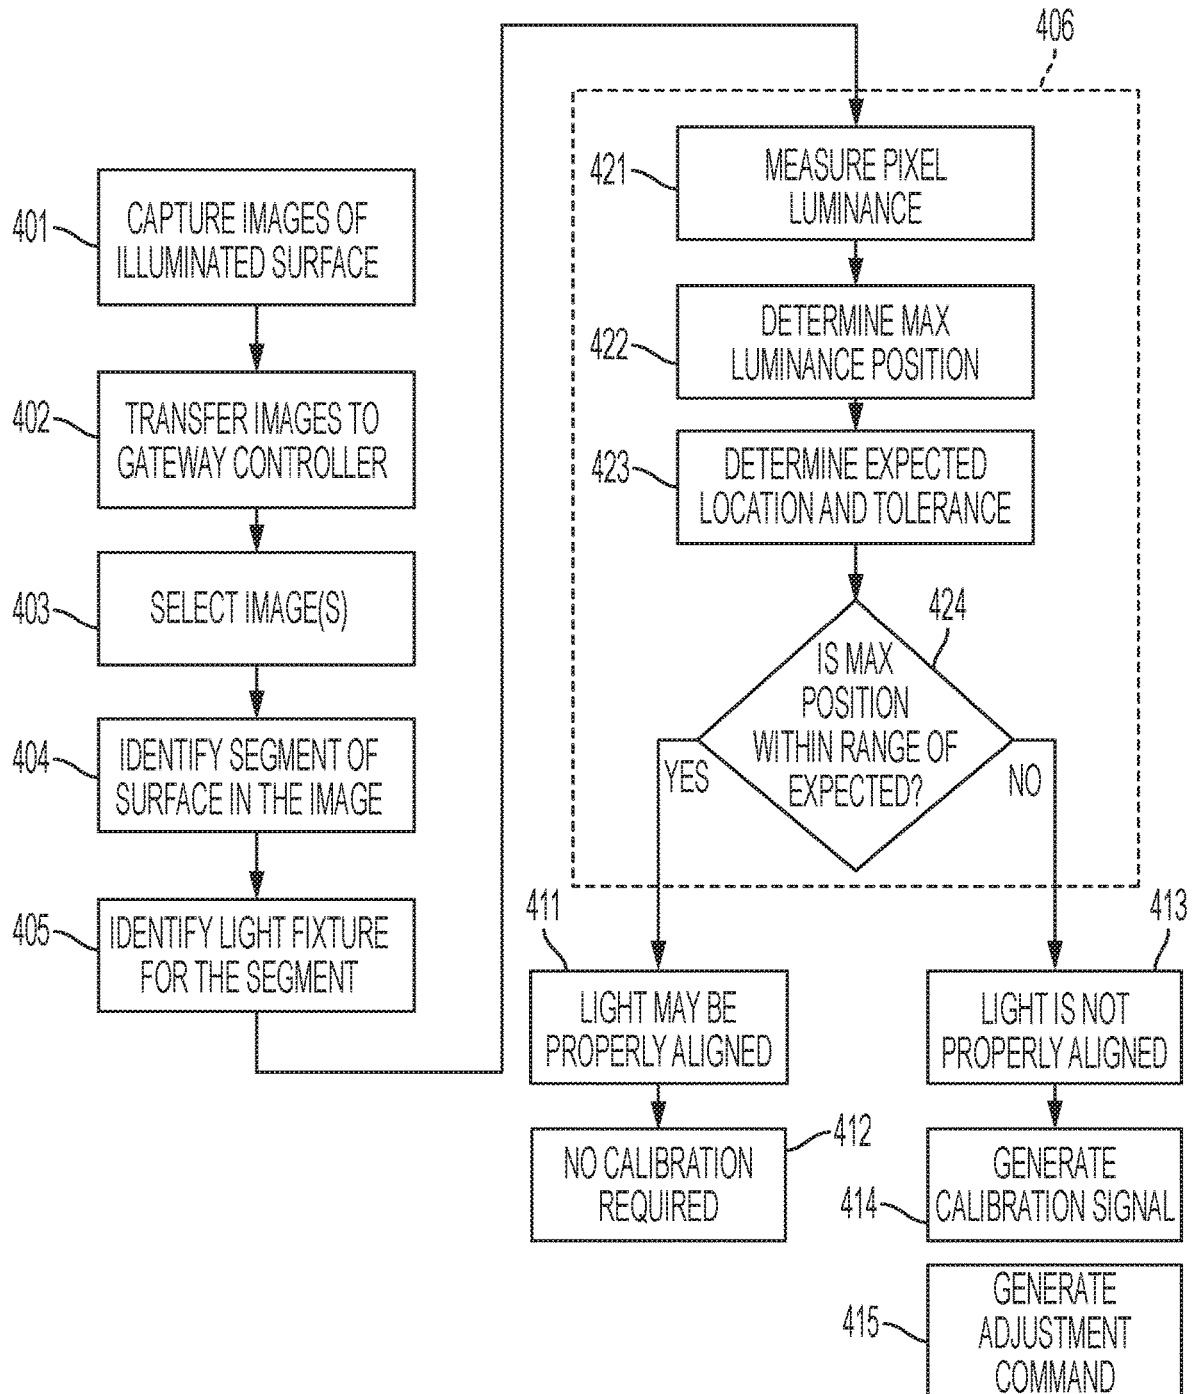 401
CAPTURE IMAGES OF
ILLUMINATED SURFACE
402
TRANSFER IMAGES TO
GATEWAY CONTROLLER
403
SELECT IMAGE(S)
404
IDENTIFY SEGMENT OF
SURFACE IN THE IMAGE
405
IDENTIFY LIGHT FIXTURE
FOR THE SEGMENT
406
421
MEASURE PIXEL
LUMINANCE
422
DETERMINE MAX
LUMINANCE POSITION
423
DETERMINE EXPECTED
LOCATION AND TOLERANCE
424
IS MAX
POSITION
WITHIN RANGE OF
EXPECTED?
YES
NO
411
LIGHT MAY BE
PROPERLY ALIGNED
412
NO CALIBRATION
REQUIRED
413
LIGHT IS NOT
PROPERLY ALIGNED
414
GENERATE
CALIBRATION SIGNAL
415
GENERATE
ADJUSTMENT
COMMAND